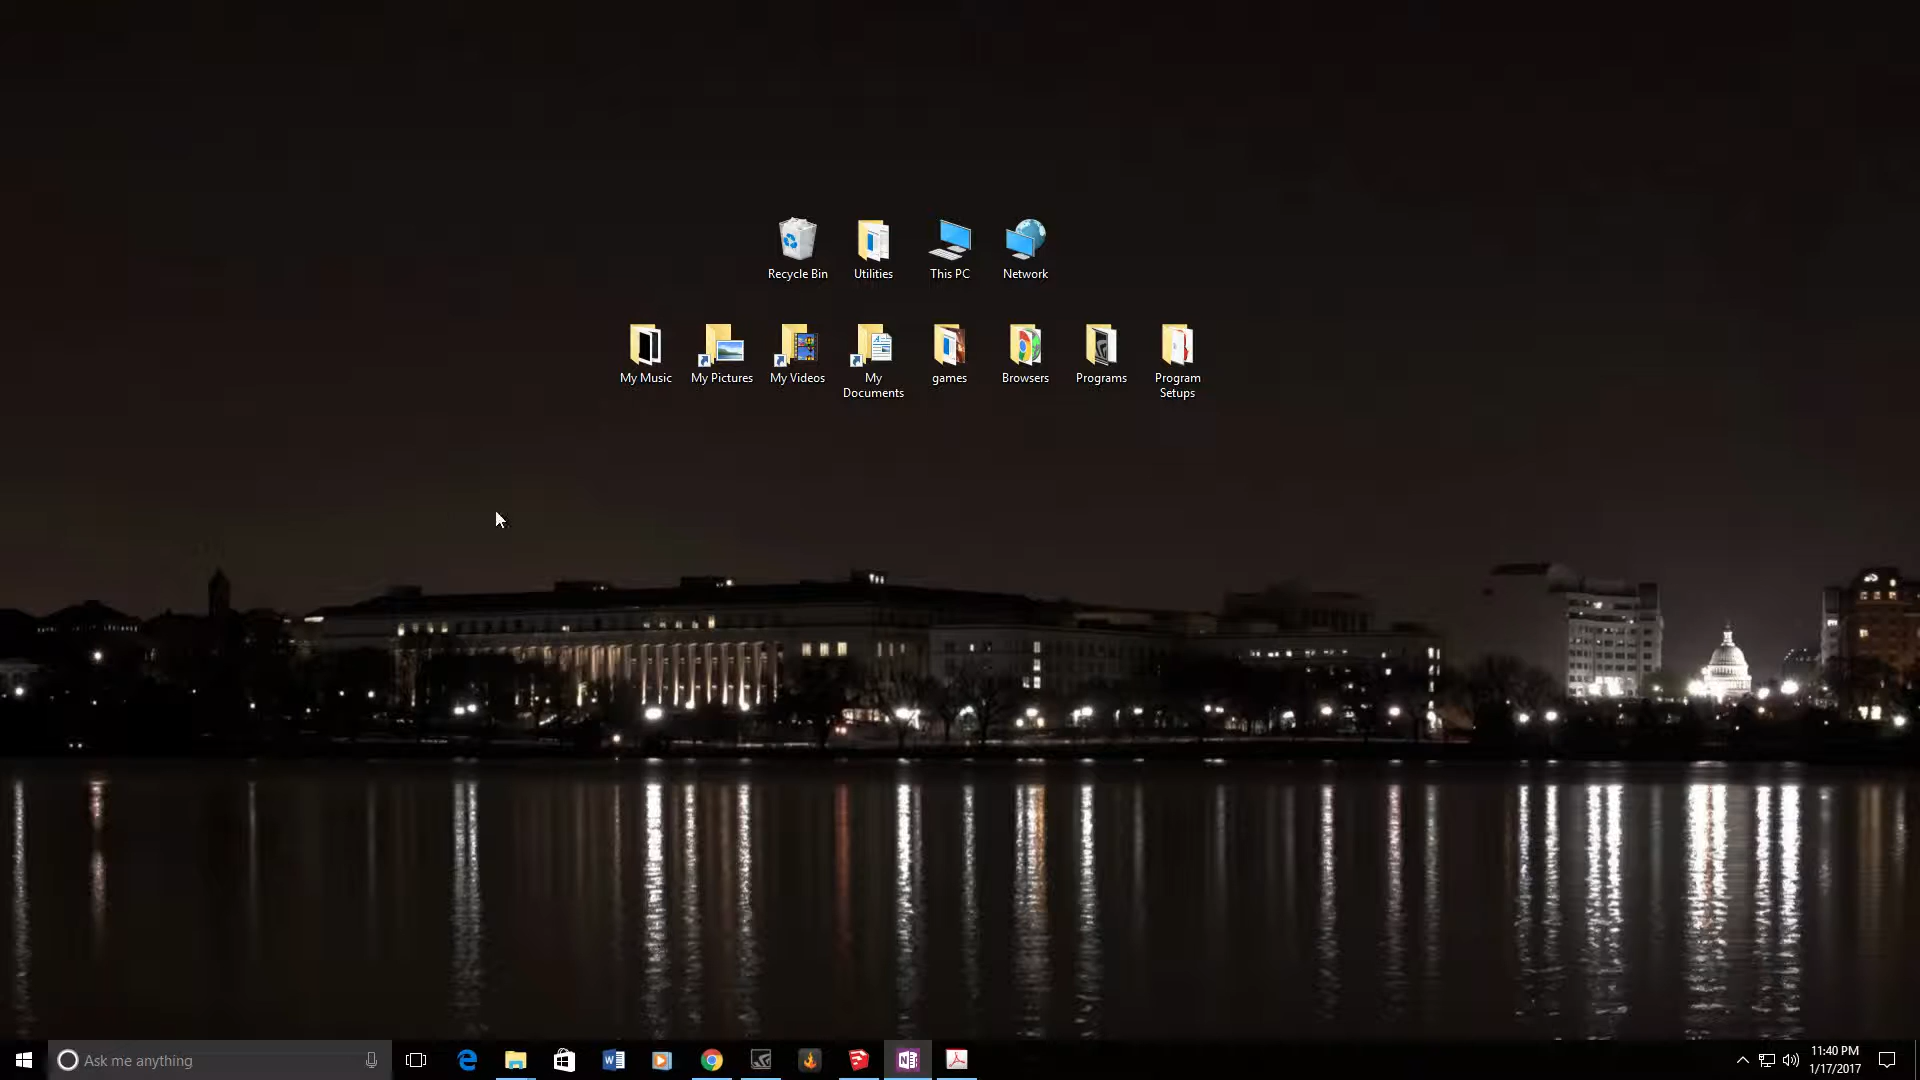 Recycle Bin
Utilities
This PC
Network
My Music
My Pictures
My Videos
My
Documents
games
Browsers
Programs
Program
Setups
Ask me anything
11:40 PM
1/17/2017